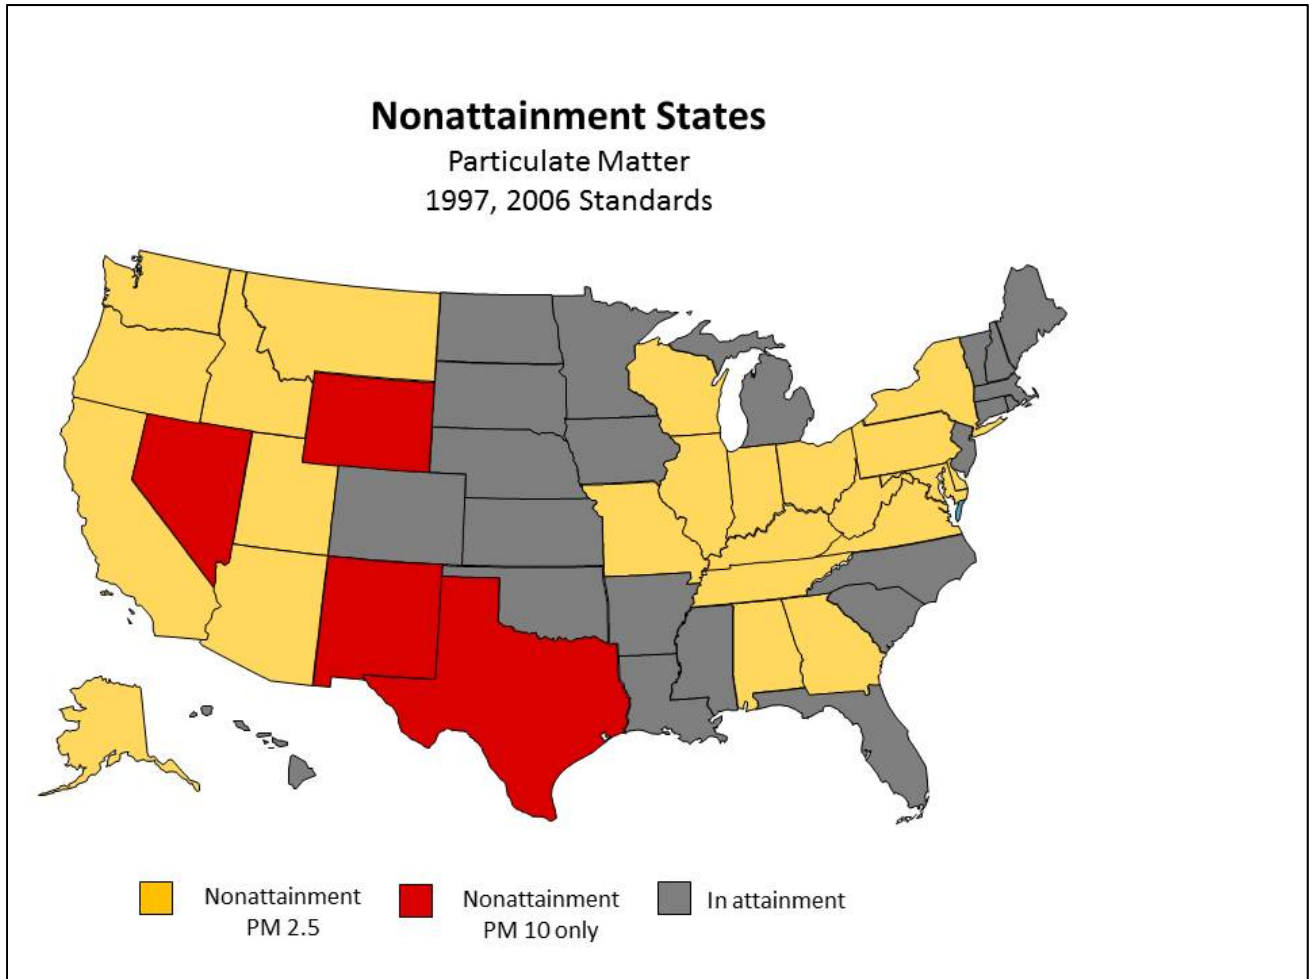 Nonattainment States
Particulate Matter
1997, 2006 Standards
Nonattainment
PM 2.5
Nonattainment
PM 10 only
In attainment